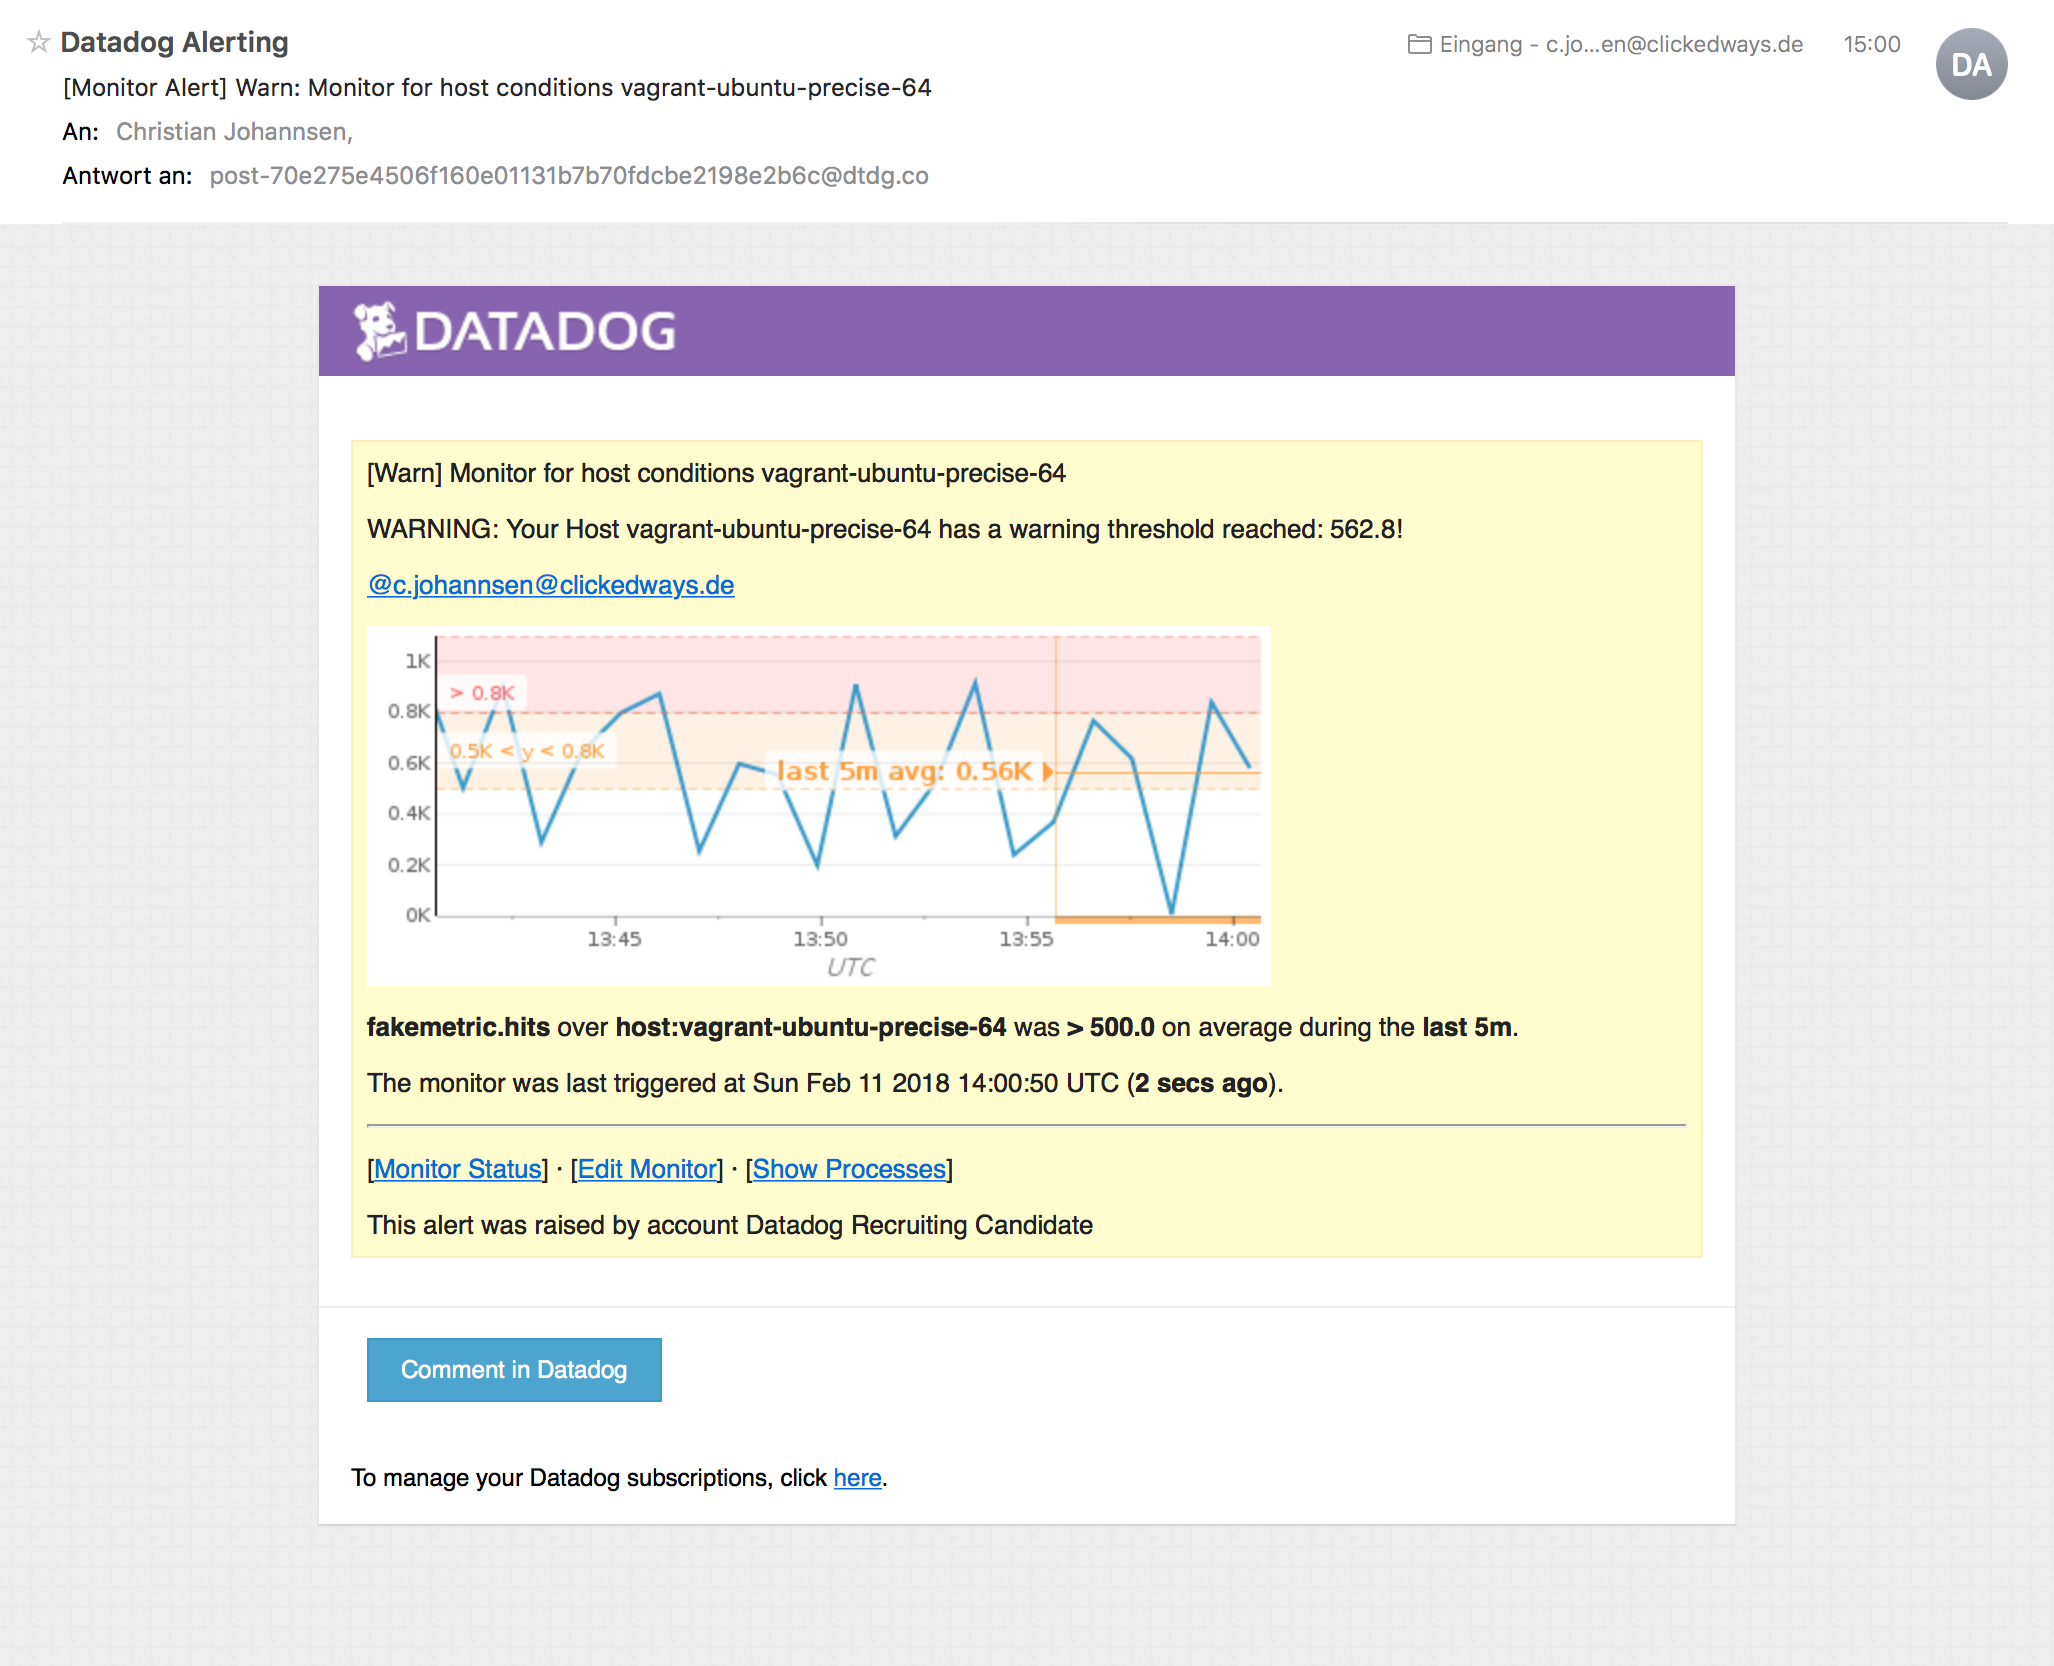 Datadog Alerting
Eingang - c.jo...en@clickedways.de 15:00
DA
[Monitor Alert] Warn: Monitor for host conditions vagrant-ubuntu-precise-64
An: Christian Johannsen,
Antwort an: post-70e275e4506f160e01131b7b70fdcbe2198e2b6c@dtdg.co
DATADOG
[Warn] Monitor for host conditions vagrant-ubuntu-precise-64
WARNING: Your Host vagrant-ubuntu-precise-64 has a warning threshold reached: 562.8!
@c.johannsen@clickedways.de
1K
> 0.8K
0.8K
0.5K < y < 0.8K
0.6K
last 5m avg: 0.56K
0.4K
0.2K
0K
13:45 13:50 13:55 14:00
UTC
fakemetric.hits over host:vagrant-ubuntu-precise-64 was > 500.0 on average during the last 5m.
The monitor was last triggered at Sun Feb 11 2018 14:00:50 UTC (2 secs ago).
[Monitor Status] · [Edit Monitor] · [Show Processes]
This alert was raised by account Datadog Recruiting Candidate
Comment in Datadog
To manage your Datadog subscriptions, click here.